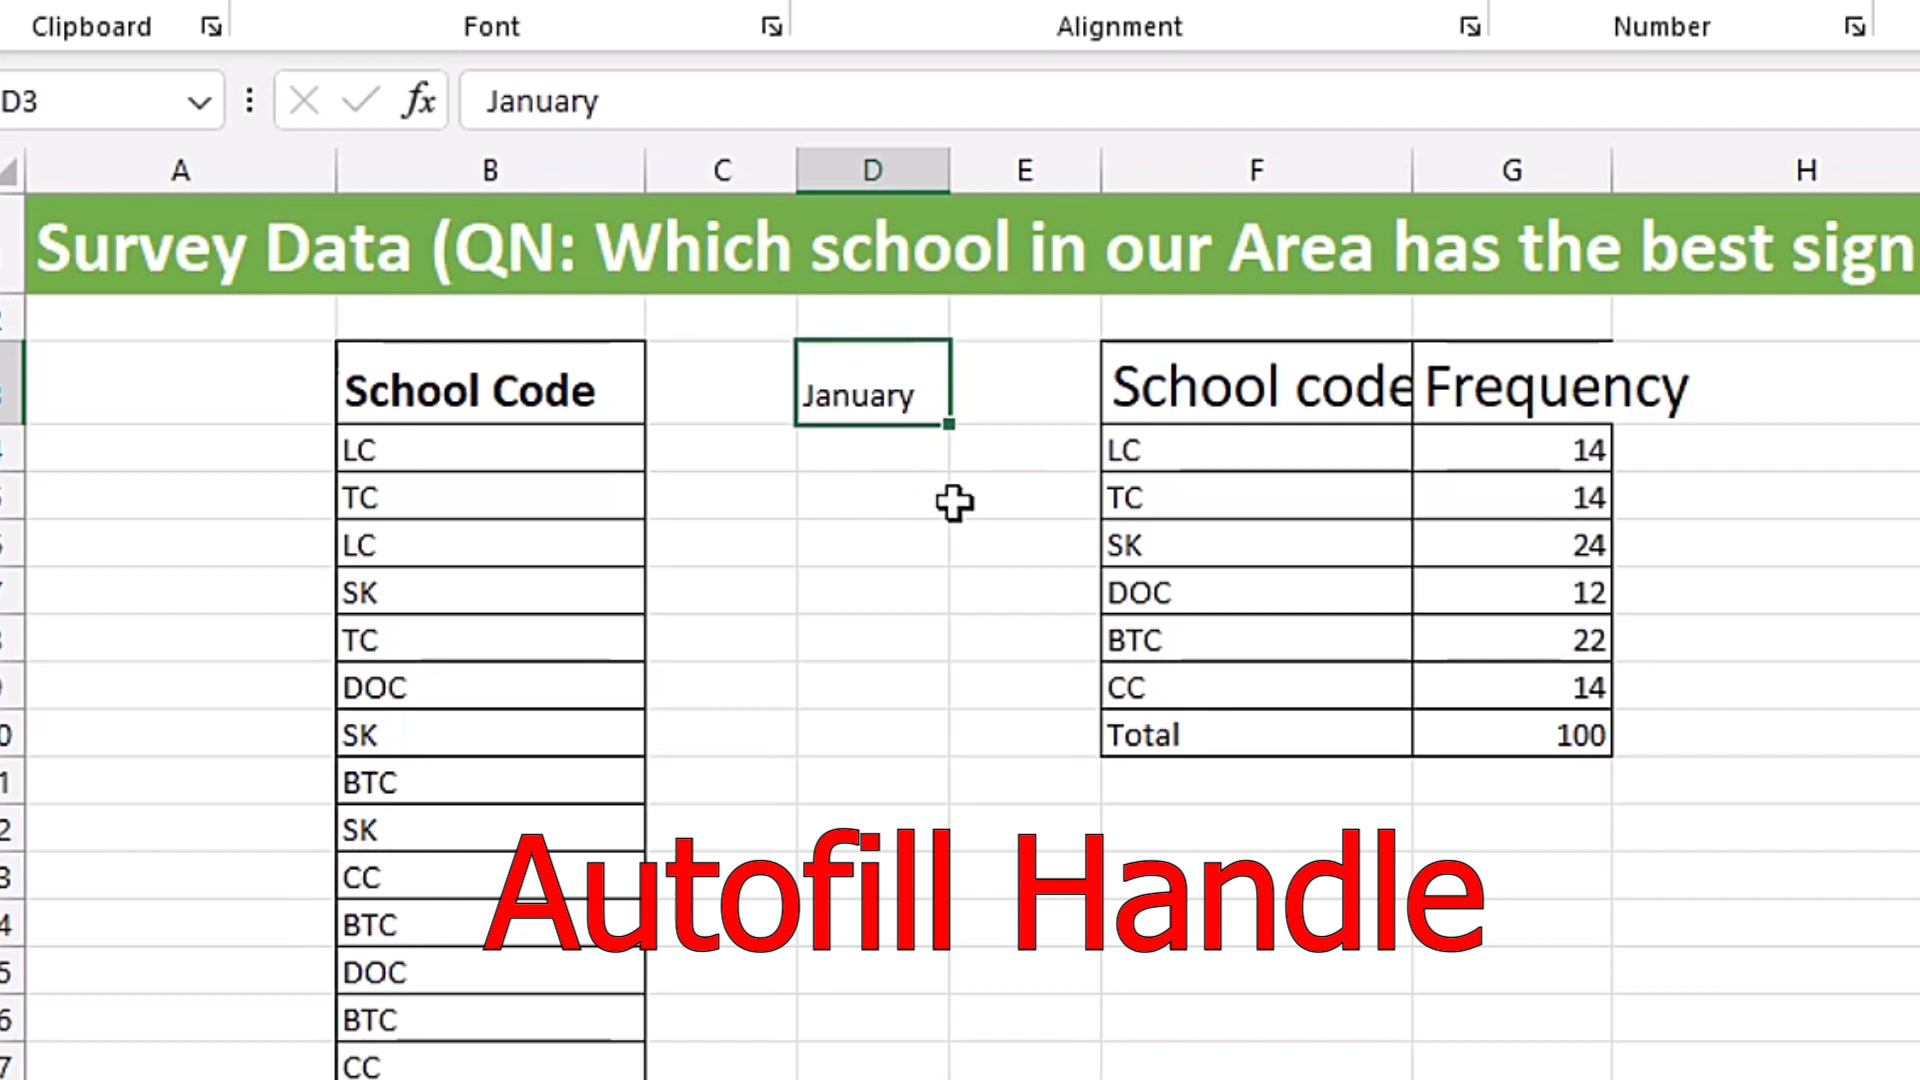 Clipboard Font Alignment Number
D3 fx January
A B C D E F G H
Survey Data (QN: Which school in our Area has the best sign
2
School Code January School code Frequency
LC LC 14
TC TC 14
LC SK 24
SK DOC 12
TC BTC 22
DOC CC 14
SK Total 100
BTC
SK
CC
Autofill Handle
BTC
DOC
BTC
CC